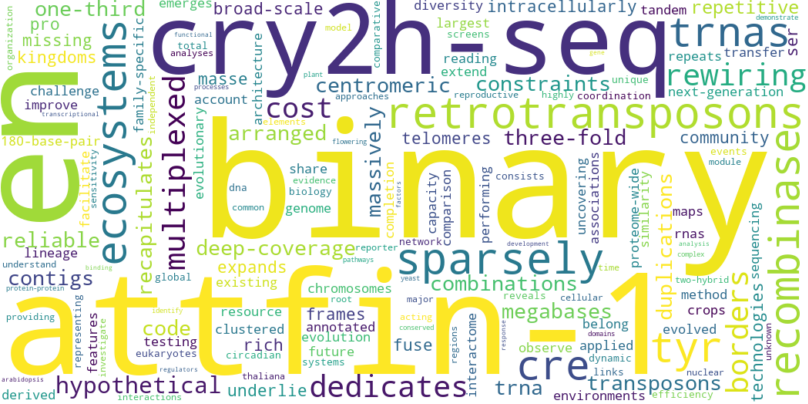 emerges broad-scale diversity intracellularly tandem repetitive
one-third
pro
missing
kingdoms
organization
cry2h-seq
model
functional
total
analyses
comparative
largest
screens
reading
extend
trnas
ser
demonstrate
repeats transfer
rewiring
challenge
improve
transcriptional
ecosystems
family-specific
independent
masse
account
architecture
centromeric
plant
approaches
processes
constraints
reproductive highly coordination
unique
gene
next-generation
en
180-base-pair
facilitate
sensitivity
multiplexed
cost
elements
evolutionary
arranged
flowering
massively
retrotransposons
telomeres three-fold
community
events
module
recombinases
reliable
lineage
understand
contigs
binding
protein-protein
recapitulates
binary
dna
common
share
evidence
biology
genome
completion
factors
capacity
comparison
consists
performing
uncovering
associations
proteome-wide
similarity
maps
rnas
analysis
complex
deep-coverage
reporter
network
pathways
development
expands
existing
global
chromosomes
root
yeast
sparsely
combinations
time
cellular
reveals
megabases
duplications
two-hybrid
method
crops
borders
sequencing
technologies
unknown
attfin-1
providing
representing
features
investigate
code
testing
eukaryotes
identify
resource
clustered
rich
circadian
frames
annotated
evolution
future
systems
major
acting
conserved
fuse
interactome
regions
response
domains
observe
cre
belong
applied
dynamic
links
tyr
evolved
nuclear
arabidopsis
derived
hypothetical
interactions
regulators
underlie
thaliana
dedicates
trna
transposons
environments
efficiency